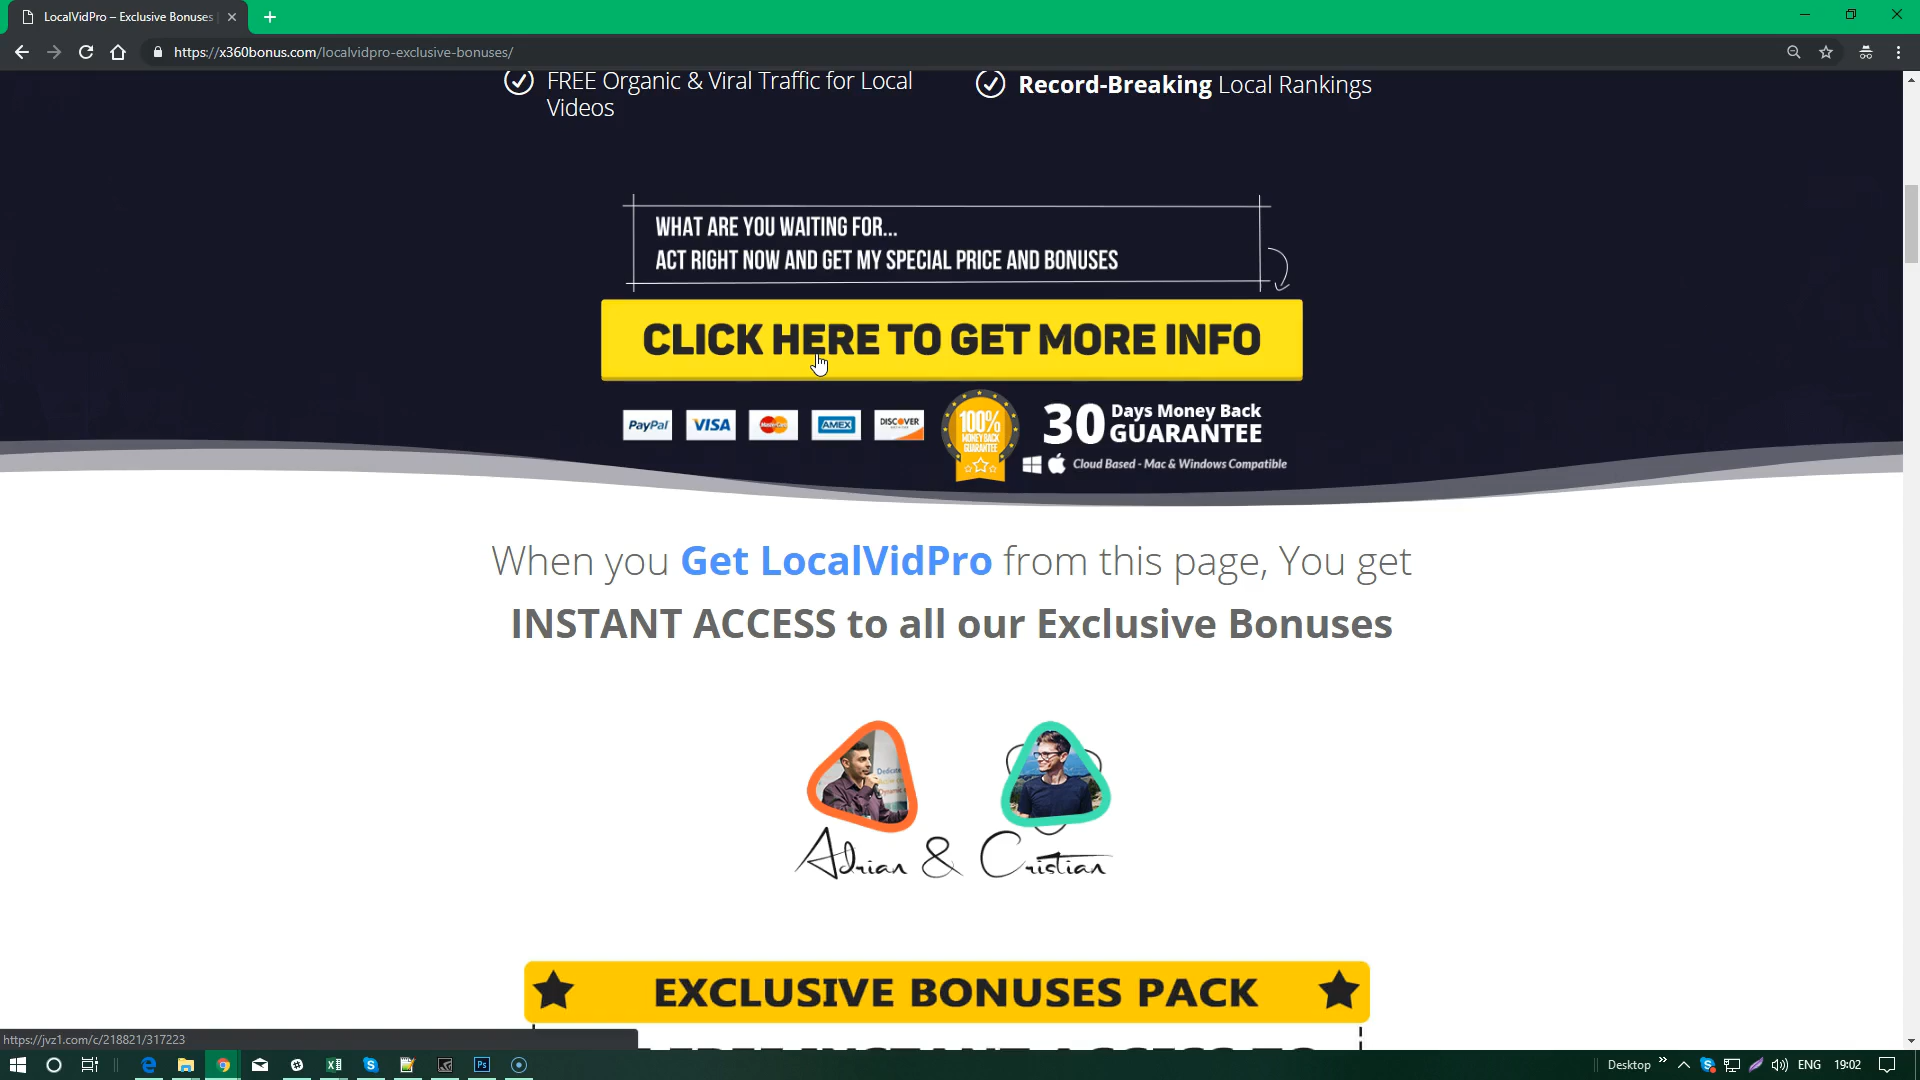 LocalVidPro – Exclusive Bonuses
https://x360bonus.com/localvidpro-exclusive-bonuses/
FREE Organic & Viral Traffic for Local
Videos
Record-Breaking Local Rankings
WHAT ARE YOU WAITING FOR...
ACT RIGHT NOW AND GET MY SPECIAL PRICE AND BONUSES
CLICK HERE TO GET MORE INFO
PayPal VISA MasterCard AMEX DISCOVER
100%
MONEY BACK
GUARANTEE
30 Days Money Back
GUARANTEE
Cloud Based - Mac & Windows Compatible
When you Get LocalVidPro from this page, You get
INSTANT ACCESS to all our Exclusive Bonuses
Adrian & Cristian
EXCLUSIVE BONUSES PACK
https://jvz1.com/c/218821/317223
Desktop
ENG
19:02